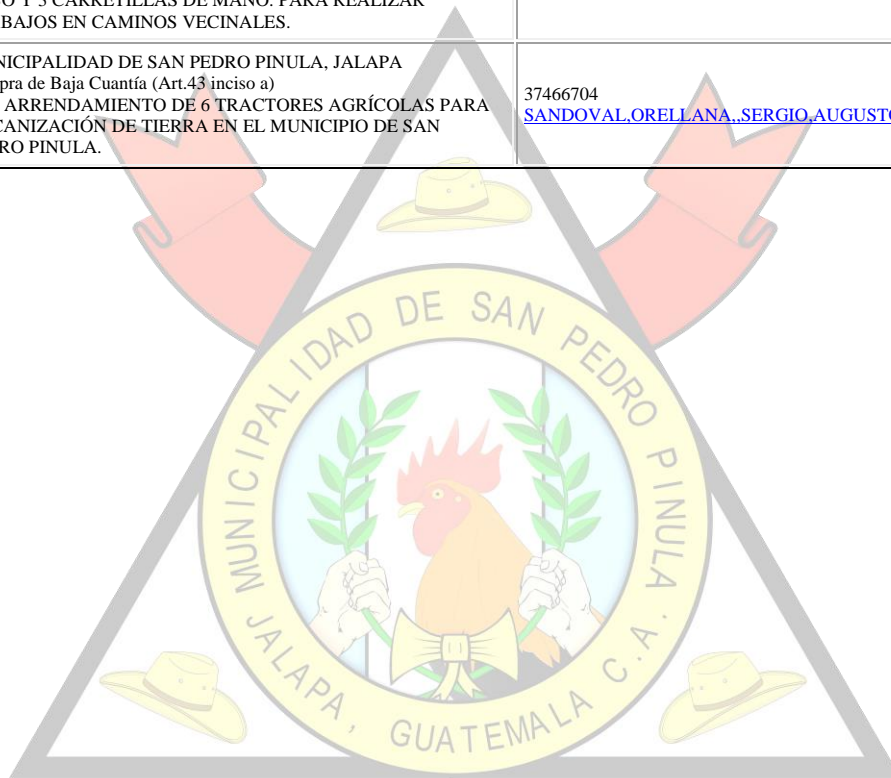 O Y 5 CARRETILLAS DE MANO. PARA REALIZAR
BAJOS EN CAMINOS VECINALES.
NICIPALIDAD DE SAN PEDRO PINULA, JALAPA
pra de Baja Cuantía (Art.43 inciso a)
ARRENDAMIENTO DE 6 TRACTORES AGRÍCOLAS PARA
CANIZACIÓN DE TIERRA EN EL MUNICIPIO DE SAN
RO PINULA.
37466704
SANDOVAL,ORELLANA,,SERGIO,AUGUSTO
MUNICIPALIDAD DE SAN PEDRO PINULA.
JALAPA, GUATEMALA C.A.